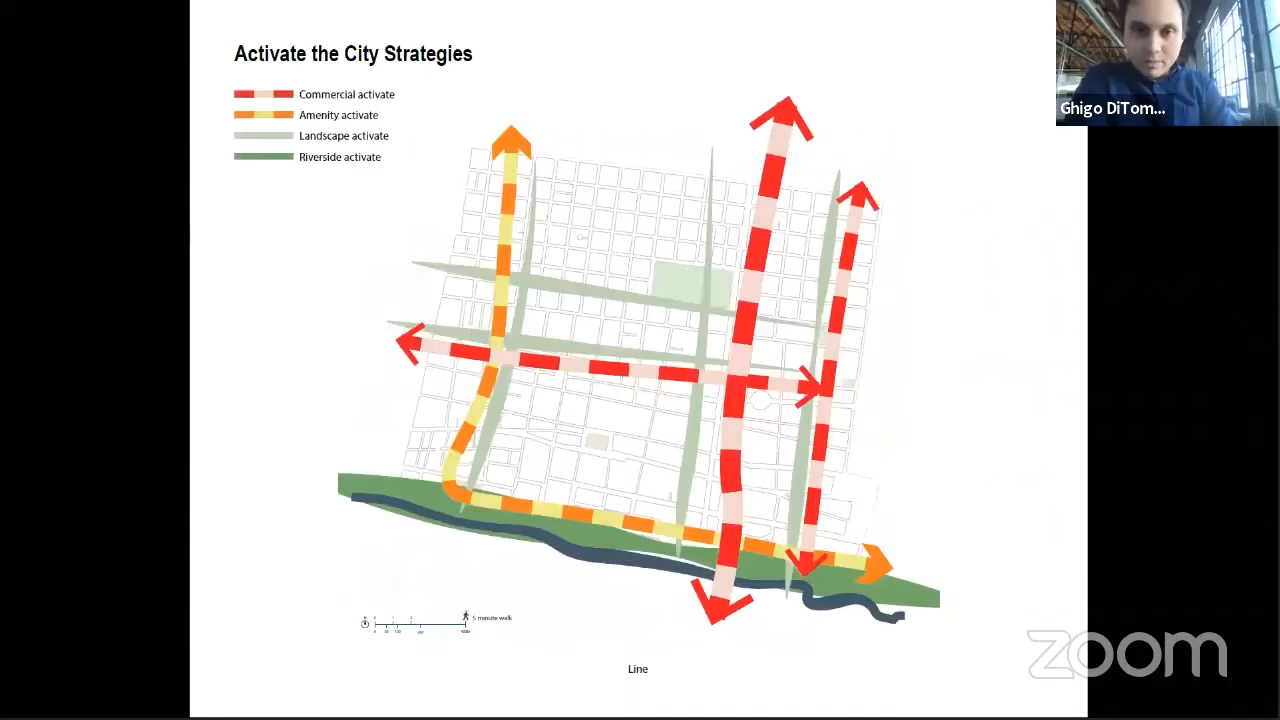 Activate the City Strategies
Commercial activate
Amenity activate
Landscape activate
Riverside activate
Ghigo DiTom...
5 minute walk
Line
zoom